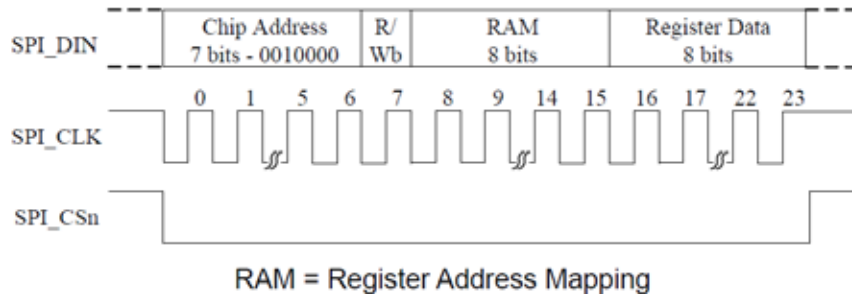 SPI_DIN
Chip Address
7 bits - 0010000
R/
Wb
RAM
8 bits
Register Data
8 bits
0 1 5 6 7 8 9 14 15 16 17 22 23
SPI_CLK
SPI_CSn
RAM = Register Address Mapping